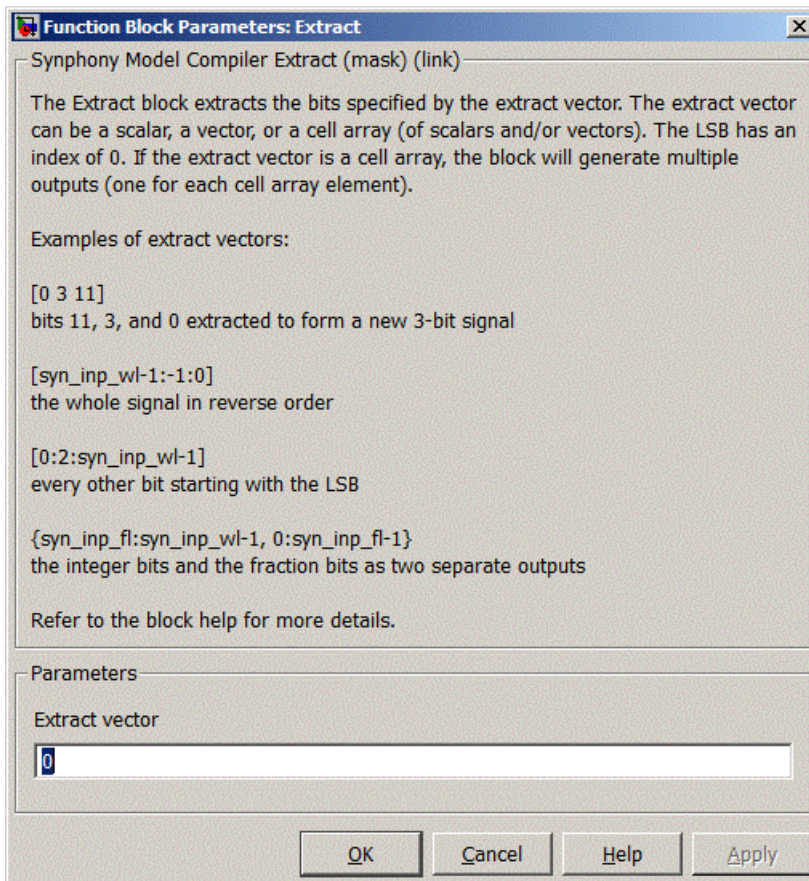 Function Block Parameters: Extract
Synphony Model Compiler Extract (mask) (link)
The Extract block extracts the bits specified by the extract vector. The extract vector
can be a scalar, a vector, or a cell array (of scalars and/or vectors). The LSB has an
index of 0. If the extract vector is a cell array, the block will generate multiple
outputs (one for each cell array element).
Examples of extract vectors:
[0 3 11]
bits 11, 3, and 0 extracted to form a new 3-bit signal
[syn_inp_wl-1:-1:0]
the whole signal in reverse order
[0:2:syn_inp_wl-1]
every other bit starting with the LSB
{syn_inp_fl:syn_inp_wl-1, 0:syn_inp_fl-1}
the integer bits and the fraction bits as two separate outputs
Refer to the block help for more details.
Parameters
Extract vector
0
OK Cancel Help Apply